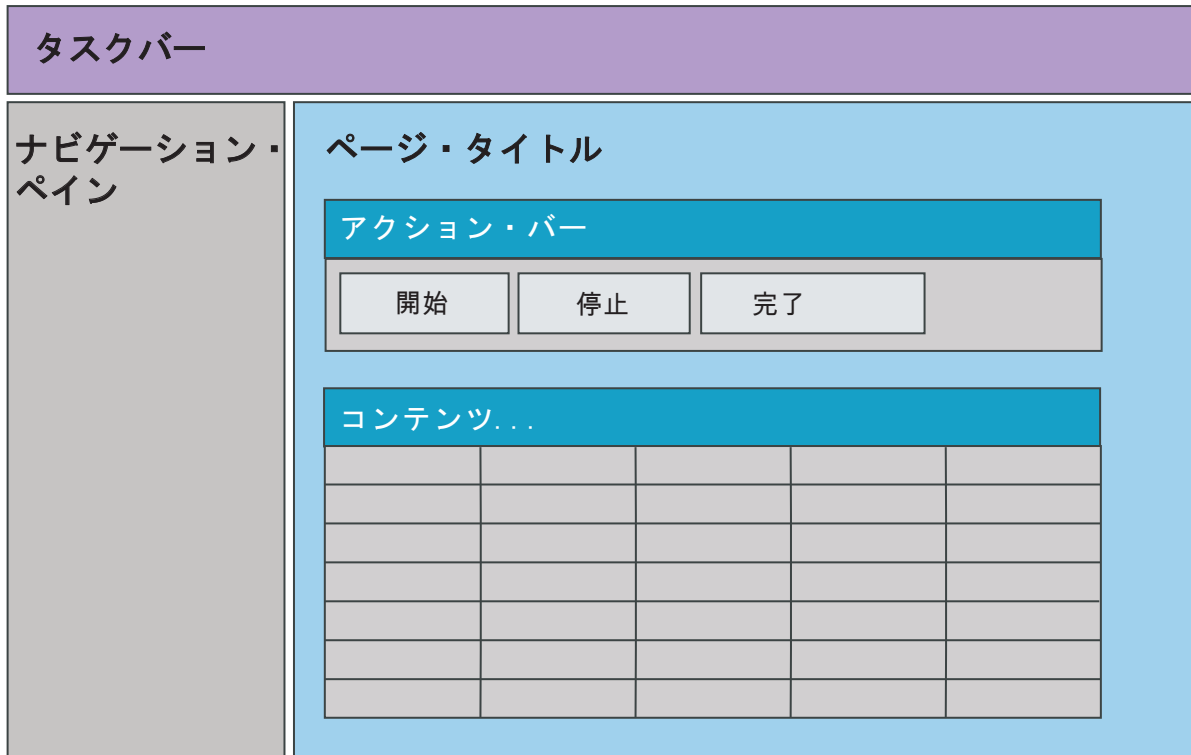 タスクバー
ナビゲーション・
ペイン
ページ・タイトル
アクション・バー
開始
停止
完了
コンテンツ...